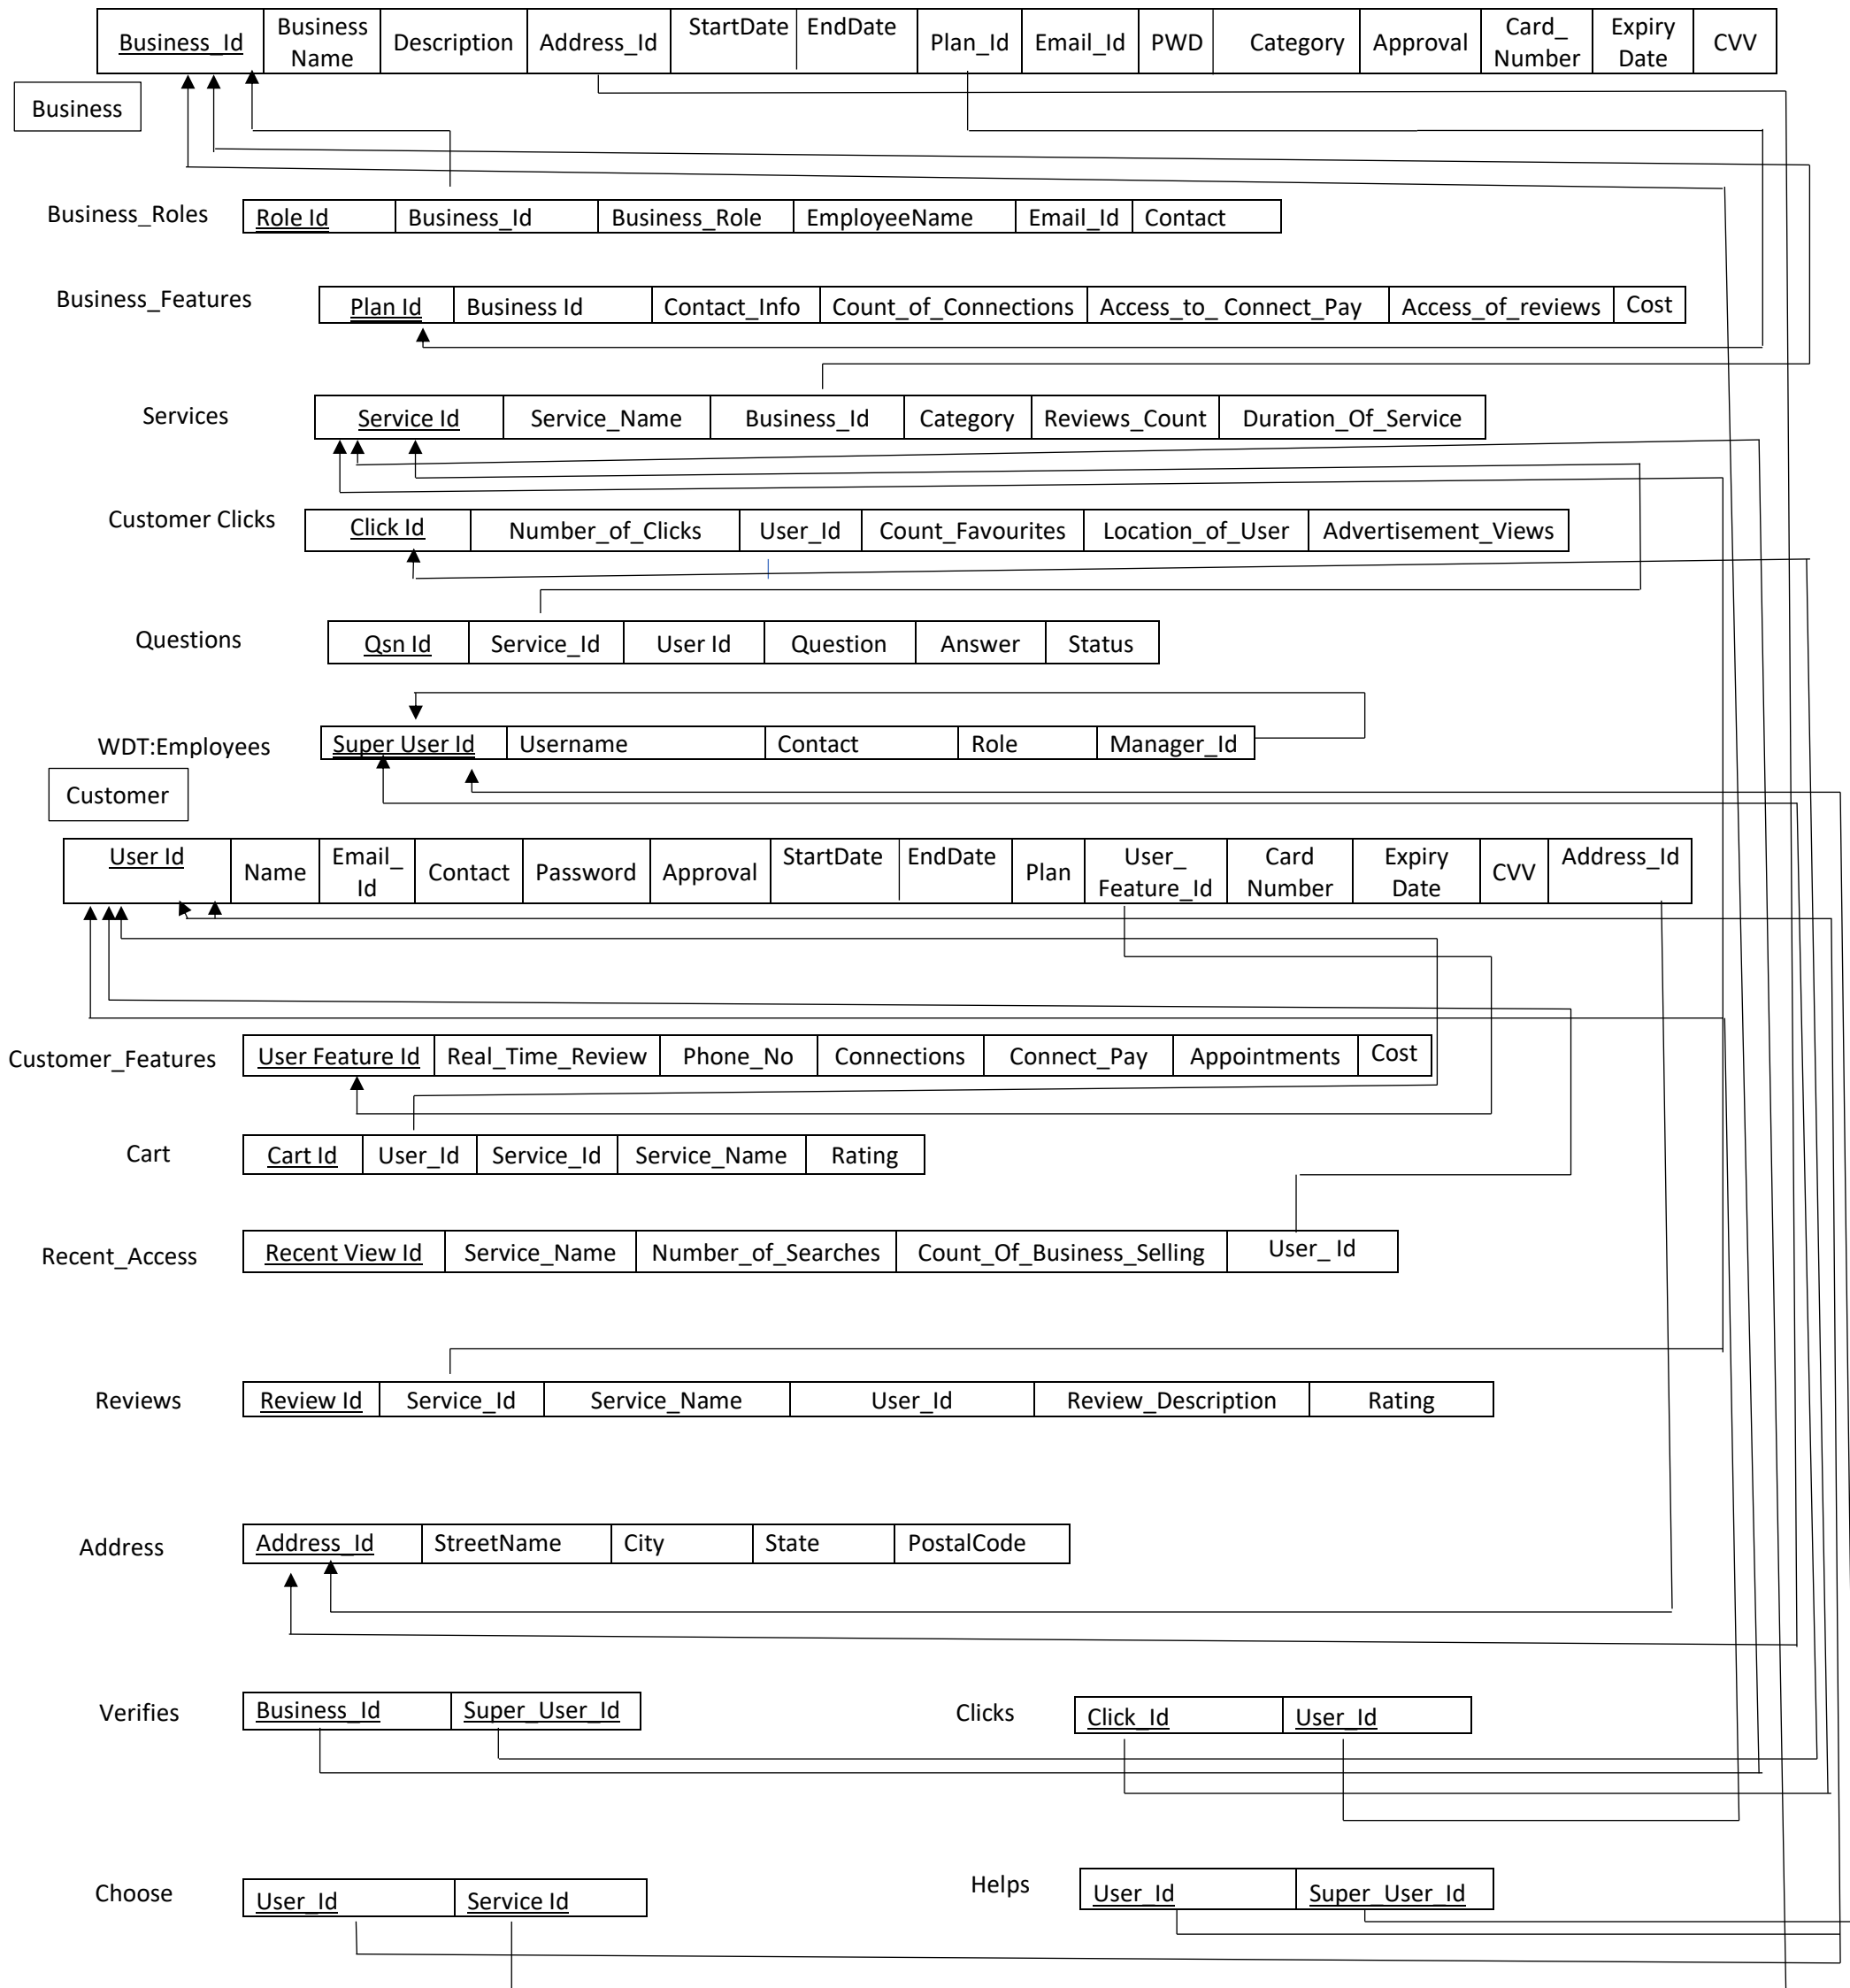 Business_Id Business Name Description Address_Id StartDate EndDate Plan_Id Email_Id PWD Category Approval Card_ Number Expiry Date CVV
Business
Business_Roles Role Id Business_Id Business_Role EmployeeName Email_Id Contact
Business_Features Plan Id Business Id Contact_Info Count_of_Connections Access_to_ Connect_Pay Access_of_reviews Cost
Services Service Id Service_Name Business_Id Category Reviews_Count Duration_Of_Service
Customer Clicks Click Id Number_of_Clicks User_Id Count_Favourites Location_of_User Advertisement_Views
Questions Qsn Id Service_Id User Id Question Answer Status
WDT:Employees Super User Id Username Contact Role Manager_Id
Customer
User Id Name Email_ Id Contact Password Approval StartDate EndDate Plan User_ Feature_Id Card Number Expiry Date CVV Address_Id
Customer_Features User Feature Id Real_Time_Review Phone_No Connections Connect_Pay Appointments Cost
Cart Cart Id User_Id Service_Id Service_Name Rating
Recent_Access Recent View Id Service_Name Number_of_Searches Count_Of_Business_Selling User_ Id
Reviews Review Id Service_Id Service_Name User_Id Review_Description Rating
Address Address_Id StreetName City State PostalCode
Verifies Business_Id Super_User_Id Clicks Click_Id User_Id
Choose User_Id Service Id Helps User_Id Super_User_Id